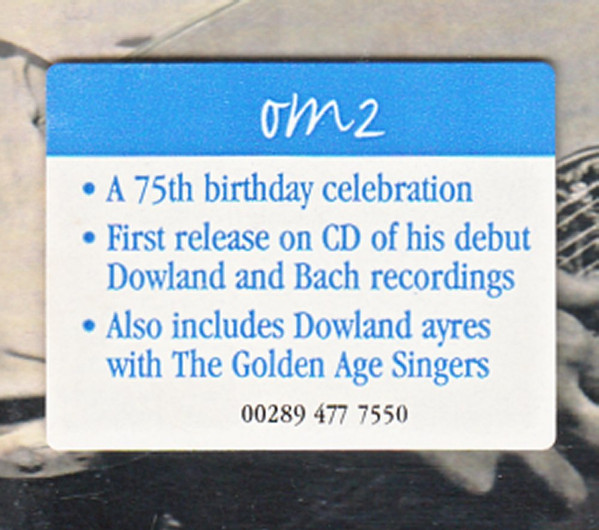 om2
• A 75th birthday celebration
• First release on CD of his debut
Dowland and Bach recordings
• Also includes Dowland ayres
with The Golden Age Singers
00289 477 7550